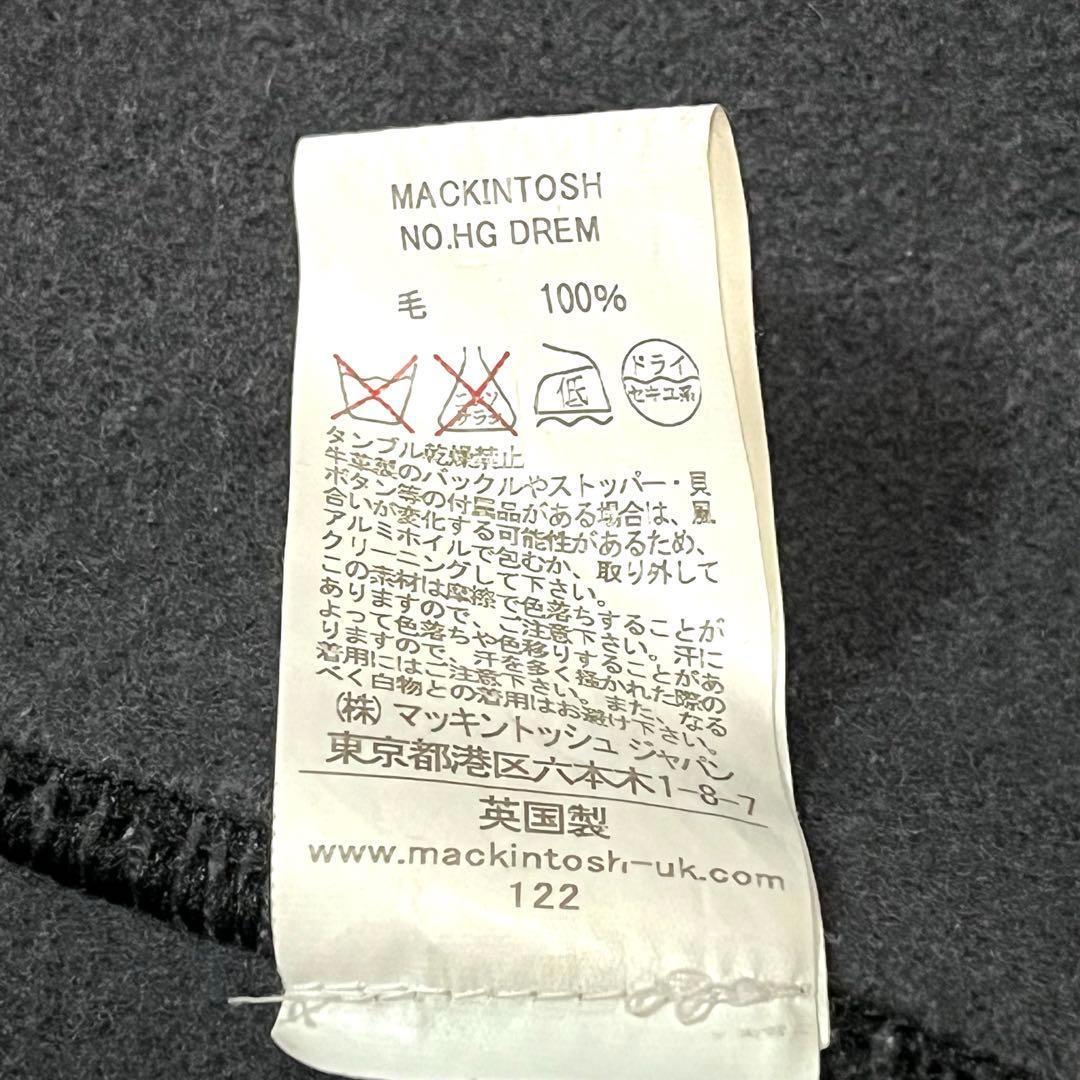 MACKINTOSH
NO.HG DREM
毛 100%
エンソ
サラシ
低
ドライ
セキユ系
タンブル乾燥禁止
牛革製のバックルやストッパー・貝
ボタン等の付属品がある場合は、風
合いが変化する可能性があるため、
アルミホイルで包むか、取り外して
クリーニングして下さい。
この素材は摩擦で色落ちすることが
ありますので、ご注意下さい。汗に
よって色落ちや色移りすることがあ
りますので、汗を多く掻かれた際の
着用にはご注意下さい。また、なる
べく白物との着用はお避け下さい。
(株)マッキントッシュ ジャパン
東京都港区六本木1-8-7
英国製
www.mackintosh-uk.com
122